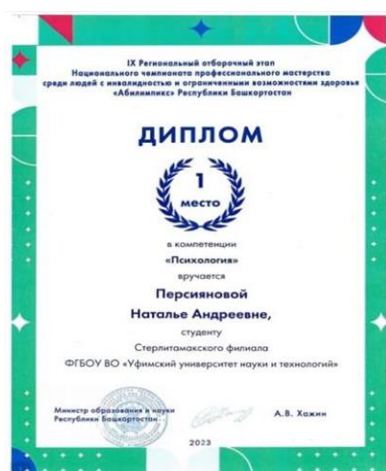 IX Региональный отборочный этап
Национального чемпионата профессионального мастерства
среди людей с инвалидностью и ограниченными возможностями здоровья
«Абилимпикс» Республики Башкортостан
ДИПЛОМ
1
место
в компетенции
«Психология»
вручается
Персияновой
Наталье Андреевне,
студенту
Стерлитамакского филиала
ФГБОУ ВО «Уфимский университет науки и технологий»
Министр образования и науки
Республики Башкортостан
А.В. Хажин
2023